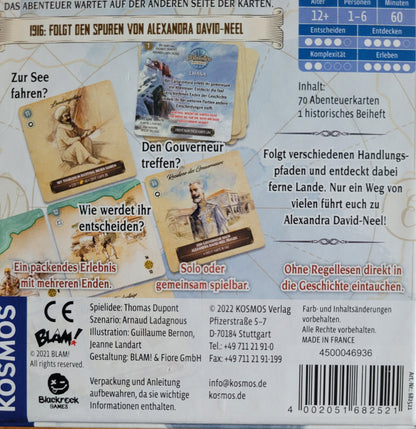 DAS ABENTEUER WARTET AUF DER ANDEREN SEITE DER KARTEN.
1916: FOLGT DEN SPUREN VON ALEXANDRA DAVID-NEEL
Alter
Personen
Minuten
12+
1-6
60
Entscheiden
Entdecken
Komplexität
Erleben
Zur See
fahren?
Den Gouverneur
treffen?
Wie werdet ihr
entscheiden?
Inhalt:
70 Abenteuerkarten
1 historisches Beiheft
Folgt verschiedenen Handlungs-
pfaden und entdeckt dabei
ferne Lande. Nur ein Weg von
vielen führt euch zu
Alexandra David-Neel!
Ein packendes Erlebnis
mit mehreren Enden.
Solo oder
gemeinsam spielbar.
Ohne Regellesen direkt in
die Geschichte eintauchen.
KOSMOS
CE
BLAM!
© 2021 BLAM!
All rights reserved.
Blackrock
GAMES
Spielidee: Thomas Dupont
Szenario: Arnaud Ladagnous
Illustration: Guillaume Bernon,
Jeanne Landart
Gestaltung: BLAM! & Fiore GmbH
Verpackung und Anleitung
aufbewahren, da sie wichtige
Informationen enthalten.
© 2022 KOSMOS Verlag
Pfizerstraße 5–7
D-70184 Stuttgart
Tel.: +49 711 21 91-0
Fax: +49 711 21 91-199
info@kosmos.de
kosmos.de
Farb- und Inhaltsänderungen
vorbehalten.
Alle Rechte vorbehalten.
MADE IN FRANCE
4500046936
Art.-Nr.: 682521
4 002051 682521